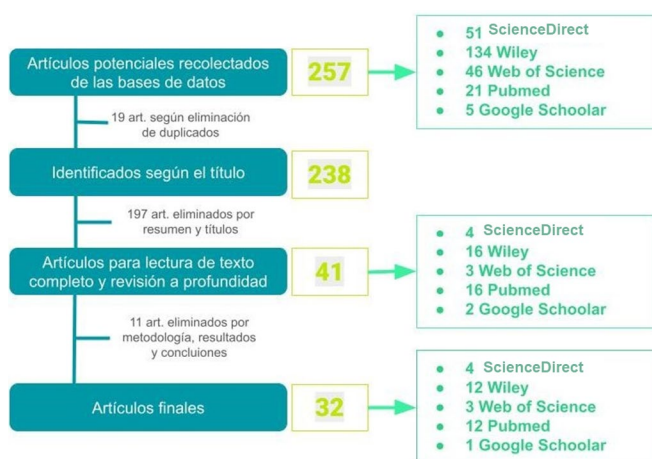 Artículos potenciales recolectados
de las bases de datos
257
• 51 ScienceDirect
• 134 Wiley
• 46 Web of Science
• 21 Pubmed
• 5 Google Schoolar
19 art. según eliminación
de duplicados
Identificados según el título
238
197 art. eliminados por
resumen y títulos
Artículos para lectura de texto
completo y revisión a profundidad
41
• 4 ScienceDirect
• 16 Wiley
• 3 Web of Science
• 16 Pubmed
• 2 Google Schoolar
11 art. eliminados por
metodología, resultados
y concluiones
Artículos finales
32
• 4 ScienceDirect
• 12 Wiley
• 3 Web of Science
• 12 Pubmed
• 1 Google Schoolar